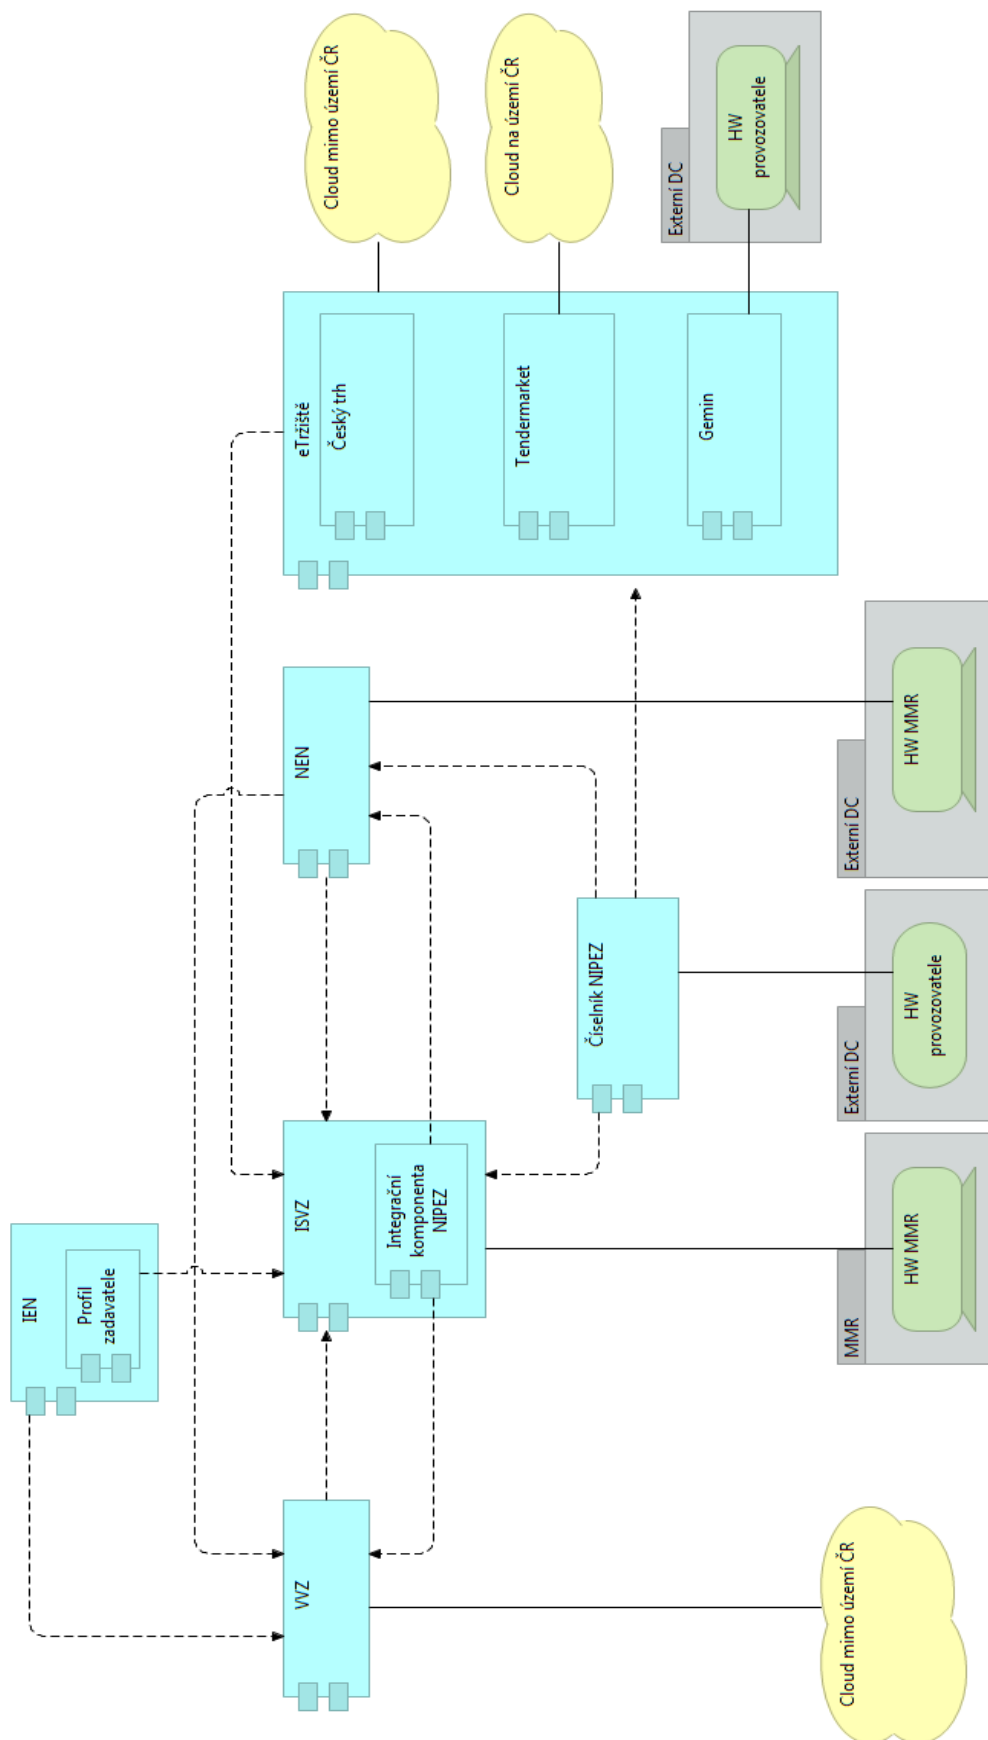 IEN
Profil
zadavatele
VVZ
ISVZ
Integrační
komponenta
NIPEZ
NEN
eTržiště
Český trh
Cloud mimo území ČR
Tendermarket
Cloud na území ČR
Číselník NIPEZ
Gemin
Externí DC
HW
provozovatele
Cloud mimo území ČR
MMR
HW MMR
Externí DC
HW
provozovatele
Externí DC
HW MMR